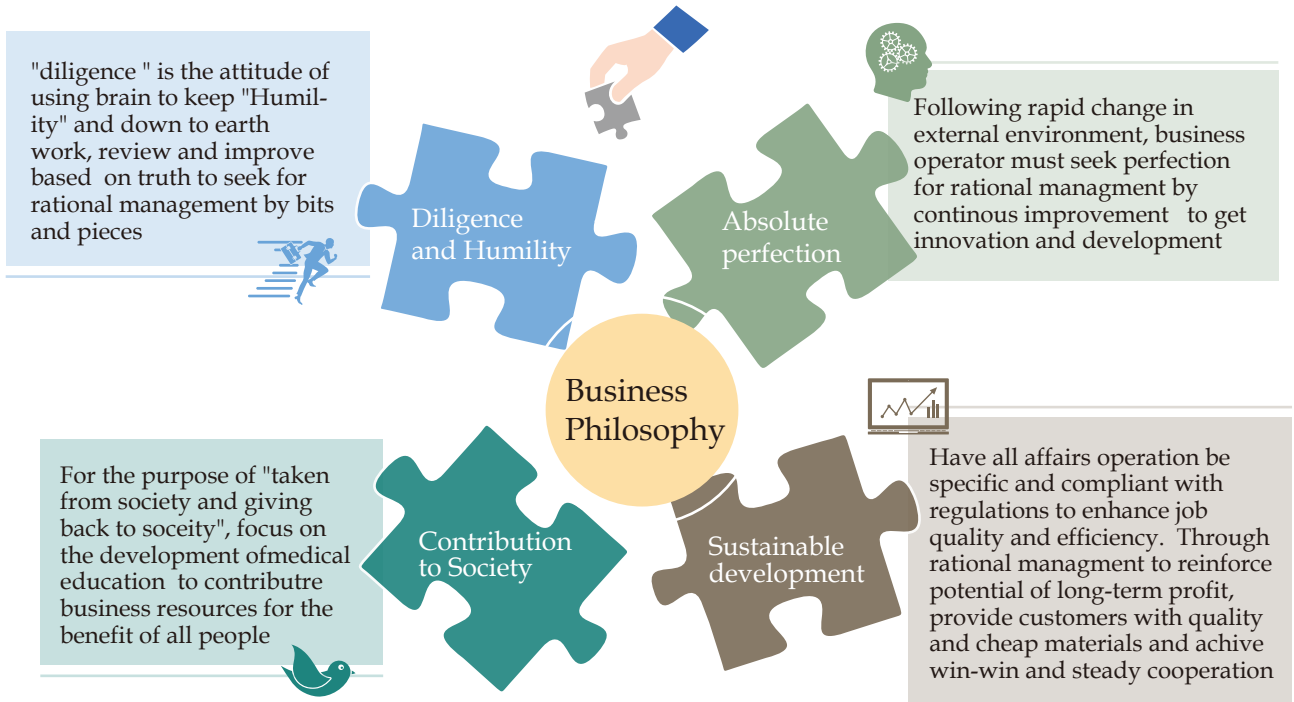 "diligence " is the attitude of
using brain to keep "Humil-
ity" and down to earth
work, review and improve
based  on truth to seek for
rational management by bits
and pieces
Diligence
and Humility
Absolute
perfection
Following rapid change in
external environment, business
operator must seek perfection
for rational managment by
continous improvement   to get
innovation and development
Business
Philosophy
For the purpose of "taken
from society and giving
back to soceity", focus on
the development ofmedical
education  to contributre
business resources for the
benefit of all people
Contribution
to Society
Sustainable
development
Have all affairs operation be
specific and compliant with
regulations to enhance job
quality and efficiency.  Through
rational managment to reinforce
potential of long-term profit,
provide customers with quality
and cheap materials and achive
win-win and steady cooperation